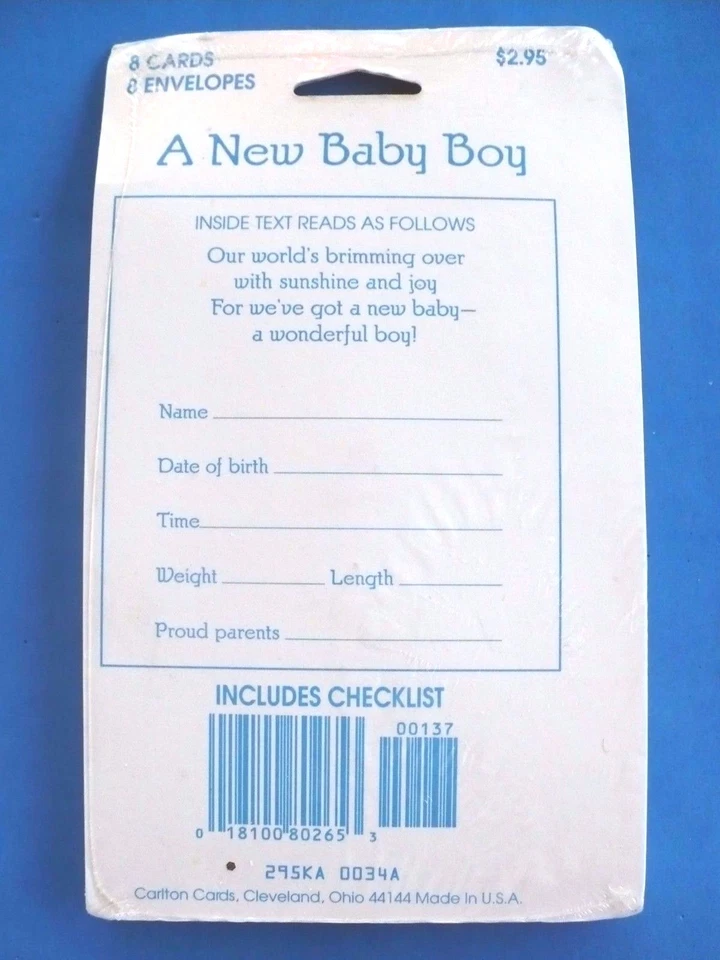 8 CARDS $2.95
8 ENVELOPES
A New Baby Boy
INSIDE TEXT READS AS FOLLOWS
Our world's brimming over
with sunshine and joy
For we've got a new baby—
a wonderful boy!
Name
Date of birth
Time
Weight Length
Proud parents
INCLUDES CHECKLIST
00137
0 18100 80265 3
295KA 0034A
Carlton Cards, Cleveland, Ohio 44144 Made In U.S.A.